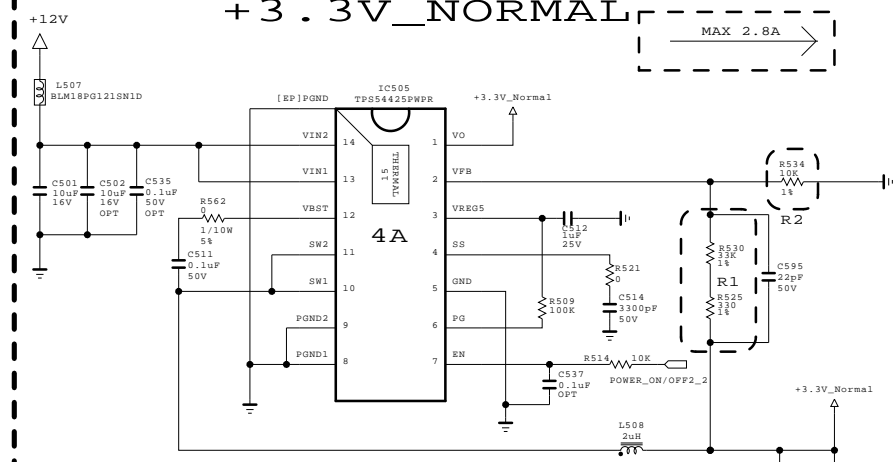 +3.3V_NORMAL
+12V
MAX 2.8A
L507
BLM18PG121SN1D
IC505
TPS54425PWPR
[EP]PGND
+3.3V_Normal
VIN2
14
1
VO
VIN1
13
2
VFB
VBST
12
3
VREG5
SW2
11
4
SS
SW1
10
5
GND
PGND2
9
6
PG
PGND1
8
7
EN
THERMAL
15
4A
C501
10uF
16V
C502
10uF
16V
OPT
C535
0.1uF
50V
OPT
R562
0
1/10W
5%
C511
0.1uF
50V
C512
1uF
25V
R521
0
C514
3300pF
50V
R509
100K
R514
10K
POWER_ON/OFF2_2
C537
0.1uF
OPT
R534
10K
1%
R2
R530
33K
1%
R1
R525
330
1%
C595
22pF
50V
L508
2uH
+3.3V_Normal